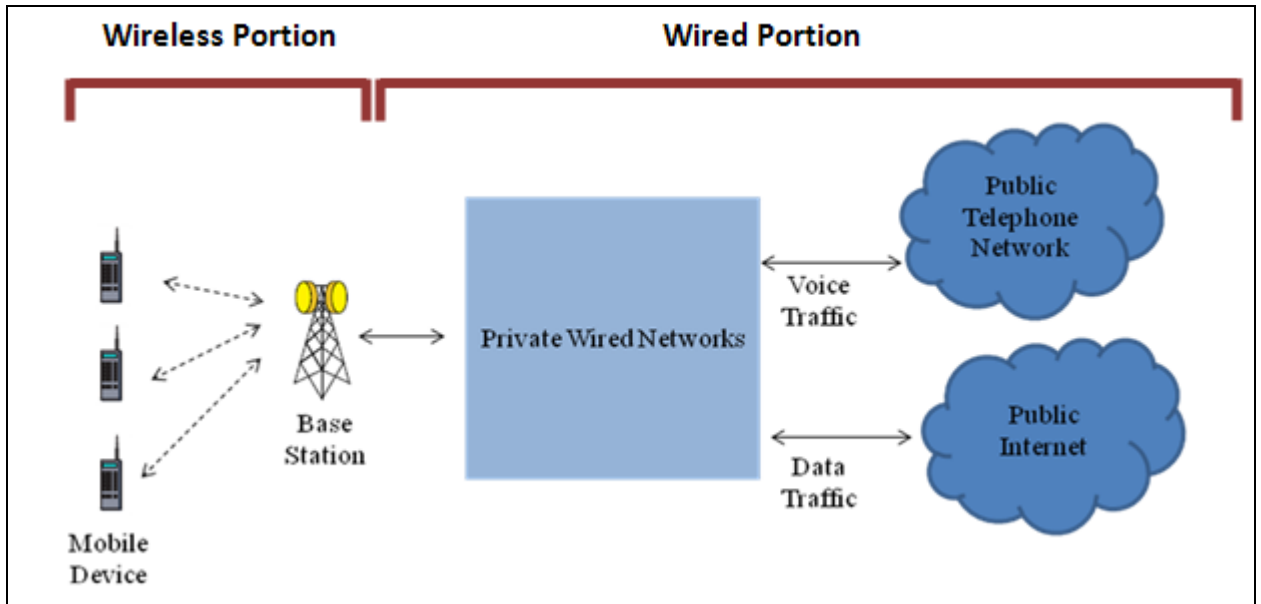 Wireless Portion
Wired Portion
Public
Telephone
Network
Voice
Traffic
Private Wired Networks
Base
Station
Public
Internet
Data
Traffic
Mobile
Device